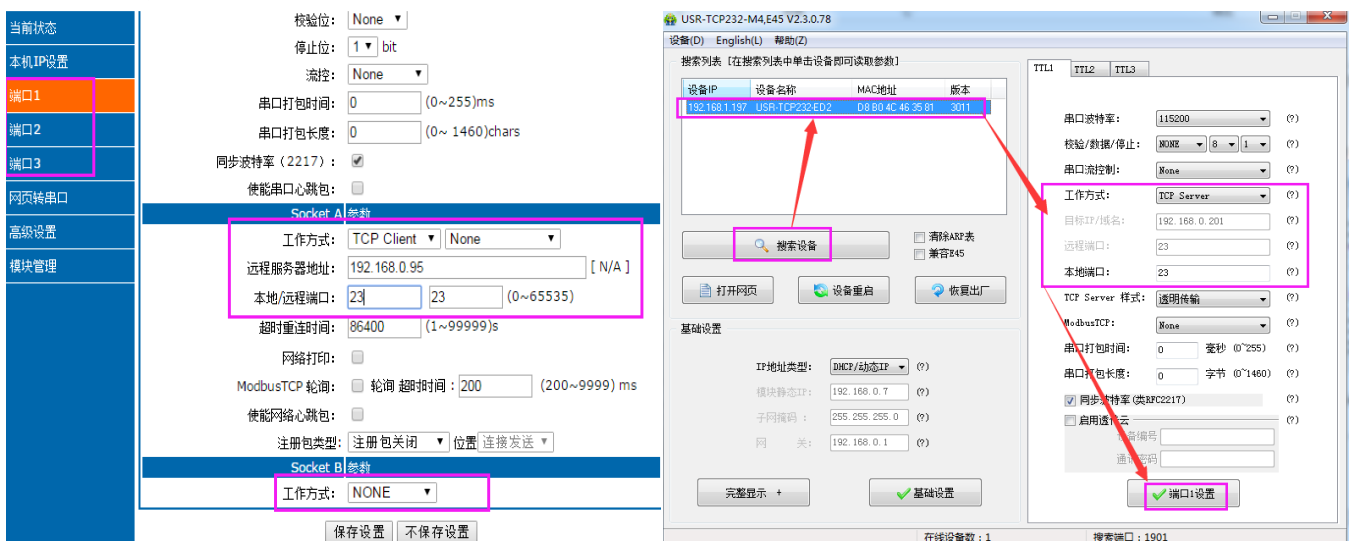 当前状态
本机IP设置
端口1
端口2
端口3
网页转串口
高级设置
模块管理
校验位: None
停止位: 1 bit
流控: None
串口打包时间: 0 (0~255)ms
串口打包长度: 0 (0~ 1460)chars
同步波特率（2217）:
使能串口心跳包:
Socket A 参数
工作方式: TCP Client None
远程服务器地址: 192.168.0.95 [ N/A ]
本地/远程端口: 23 23 (0~65535)
超时重连时间: 86400 (1~99999)s
网络打印:
ModbusTCP 轮询: 轮询 超时时间 : 200 (200~9999) ms
使能网络心跳包:
注册包类型: 注册包关闭 位置 连接发送
Socket B 参数
工作方式: NONE
保存设置 不保存设置
USR-TCP232-M4,E45 V2.3.0.78
设备(D) English(L) 帮助(Z)
搜索列表 [在搜索列表中单击设备即可读取参数]
设备IP 设备名称 MAC地址 版本
192.168.1.197 USR-TCP232-ED2 D8 B0 4C 46 35 81 3011
搜索设备
清除ARP表
兼容E45
打开网页 设备重启 恢复出厂
基础设置
IP地址类型: DHCP/动态IP (?)
模块静态IP: 192.168.0.7 (?)
子网掩码 : 255.255.255.0 (?)
网 关: 192.168.0.1 (?)
完整显示 + 基础设置
TTL1 TTL2 TTL3
串口波特率: 115200 (?)
校验/数据/停止: NONE 8 1 (?)
串口流控制: None (?)
工作方式: TCP Server (?)
目标IP/域名: 192.168.0.201 (?)
远程端口: 23 (?)
本地端口: 23 (?)
TCP Server 样式: 透明传输 (?)
ModbusTCP: None (?)
串口打包时间: 0 毫秒 (0~255) (?)
串口打包长度: 0 字节 (0~1460) (?)
同步波特率(类RFC2217) (?)
启用透传云 (?)
设备编号
通讯密码
端口1设置
在线设备数 : 1 搜索端口 : 1901